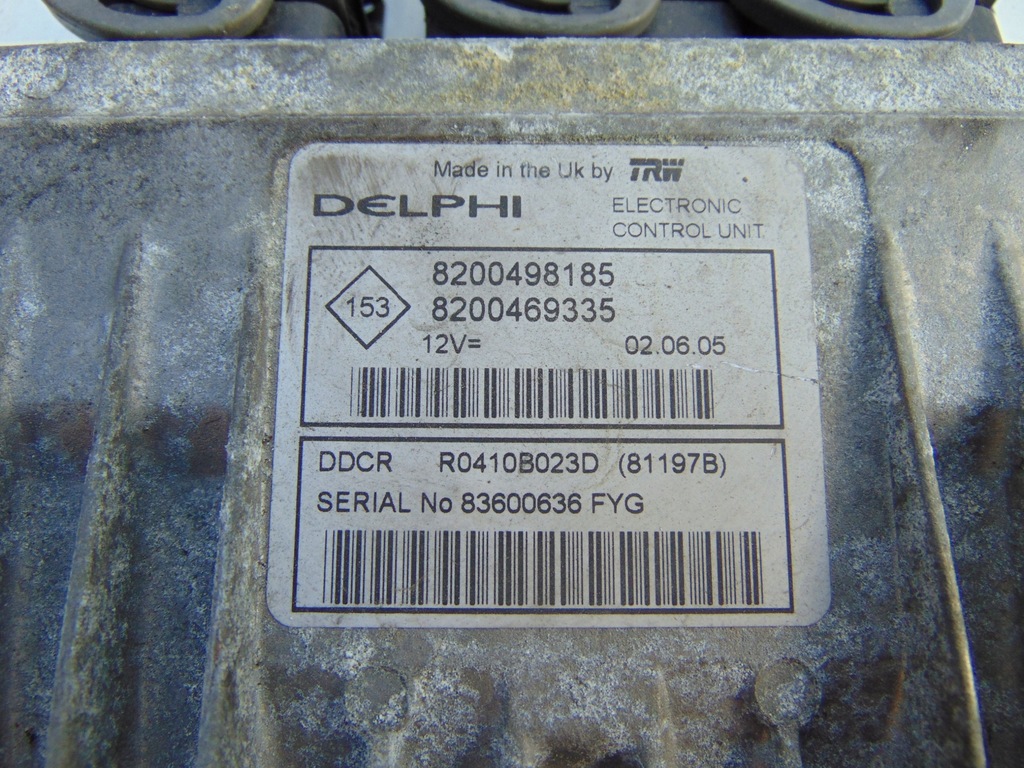 Made in the Uk by TRW
DELPHI
ELECTRONIC
CONTROL UNIT
153
8200498185
8200469335
12V= 02.06.05
DDCR R0410B023D (81197B)
SERIAL No 83600636 FYG